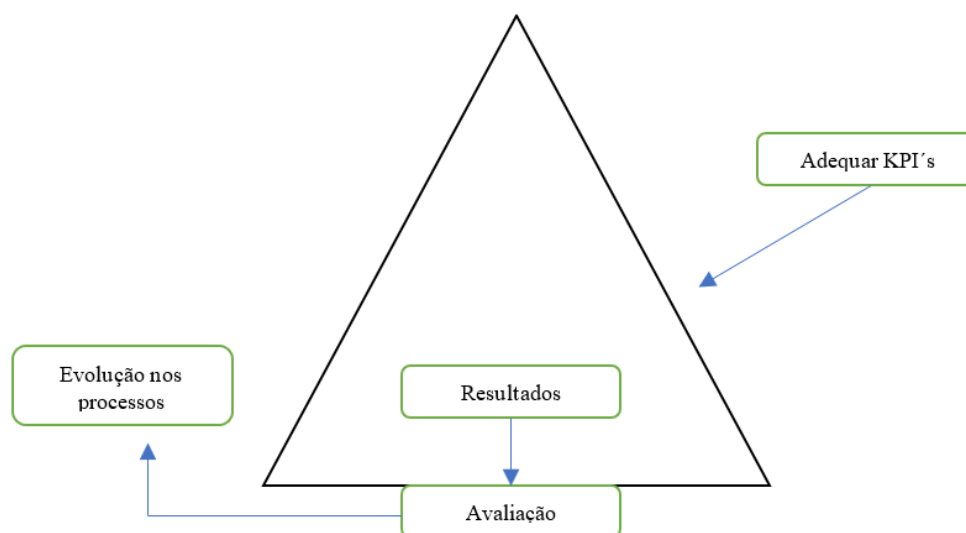 Adequar KPI´s
Evolução nos
processos
Resultados
Avaliação